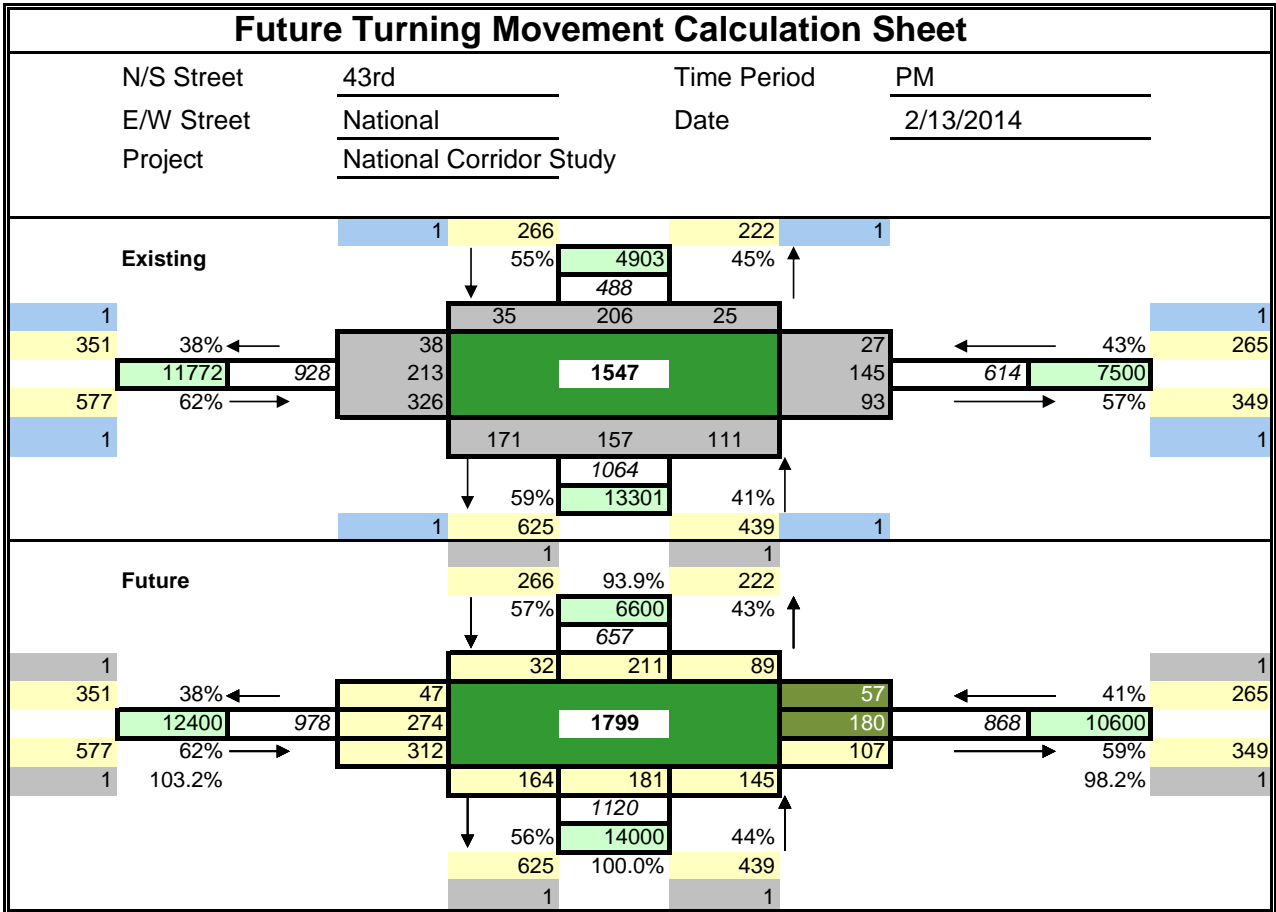 Future Turning Movement Calculation Sheet
N/S Street 43rd Time Period PM
E/W Street National Date 2/13/2014
Project National Corridor Study
1 266 222 1
Existing 55% 4903 45%
488
1 35 206 25 1
351 38% 38 27 43% 265
11772 928 213 1547 145 614 7500
577 62% 326 93 57% 349
1 171 157 111 1
1064
59% 13301 41%
1 625 439 1
1 1
Future 266 93.9% 222
57% 6600 43%
657
1 32 211 89 1
351 38% 47 57 41% 265
12400 978 274 1799 180 868 10600
577 62% 312 107 59% 349
1 103.2% 164 181 145 98.2% 1
1120
56% 14000 44%
625 100.0% 439
1 1